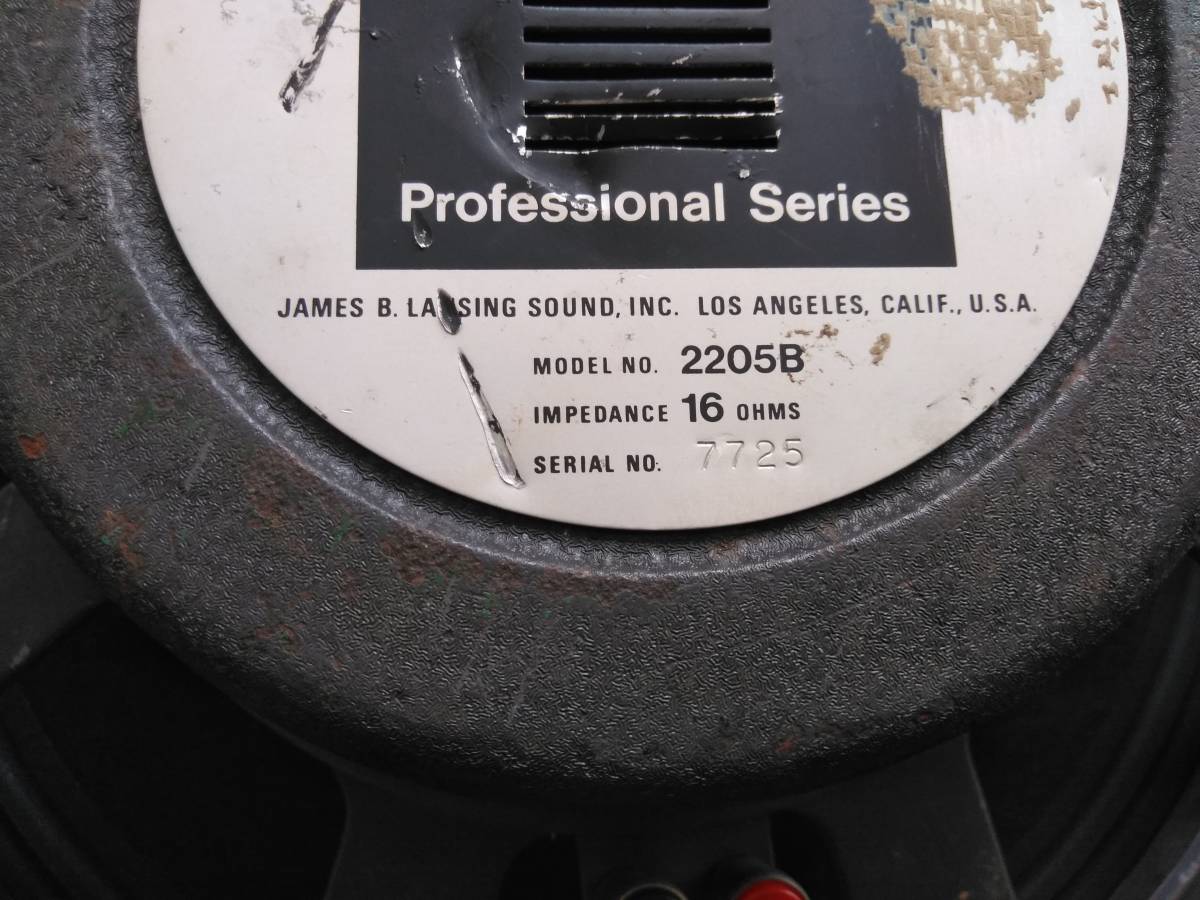 Professional Series
JAMES B. LANSING SOUND, INC. LOS ANGELES, CALIF., U.S.A.
MODEL NO. 2205B
IMPEDANCE 16 OHMS
SERIAL NO. 7725